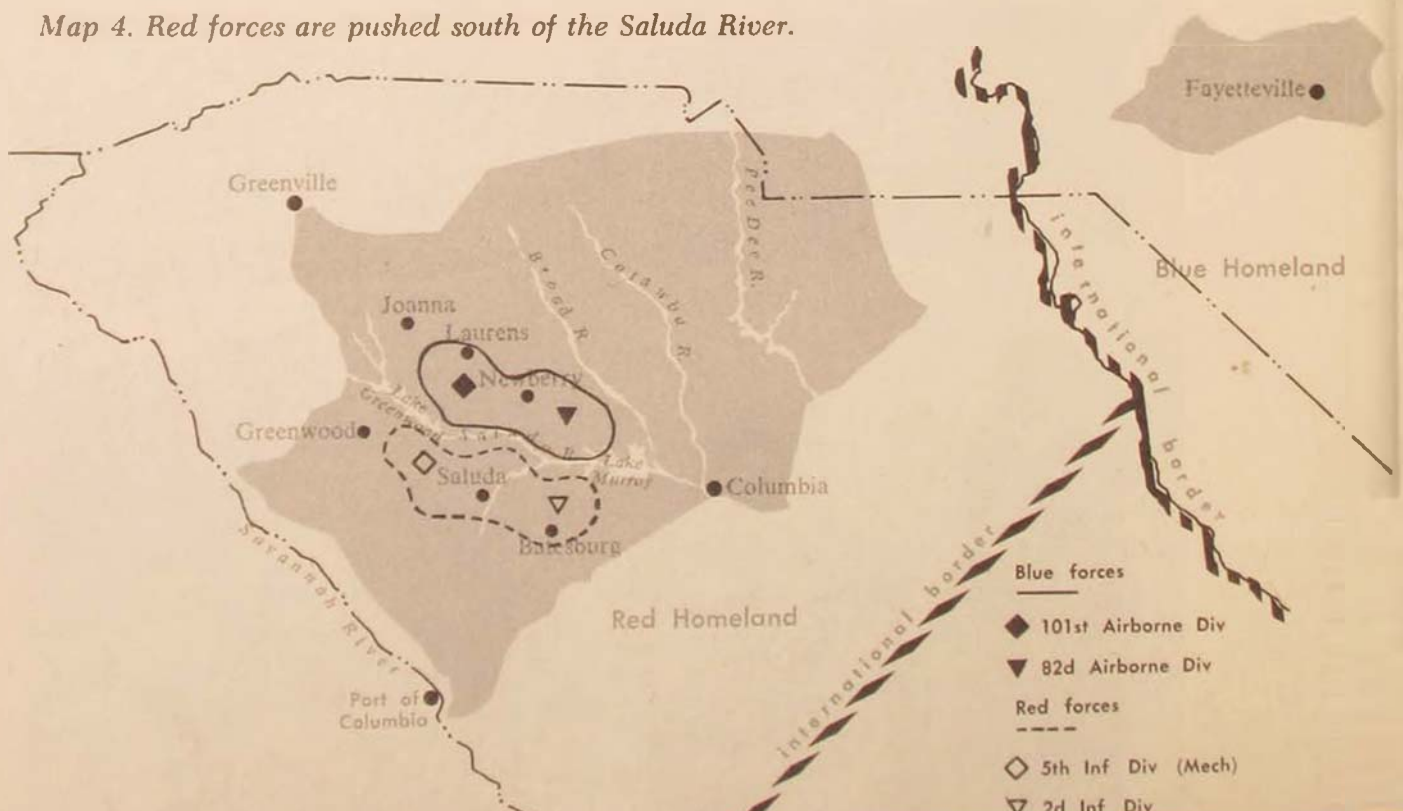 Map 4. Red forces are pushed south of the Saluda River.
Fayetteville
Greenville
Pee Dee R.
international border
Blue Homeland
Broad R.
Catawba R.
Joanna
Laurens
Newberry
Lake
Greenwood
Saluda R.
Greenwood
Lake
Murray
Saluda
Columbia
Batesburg
Savannah River
international border
Red Homeland
Port of
Columbia
Blue forces
101st Airborne Div
82d Airborne Div
Red forces
5th Inf Div (Mech)
2d Inf Div